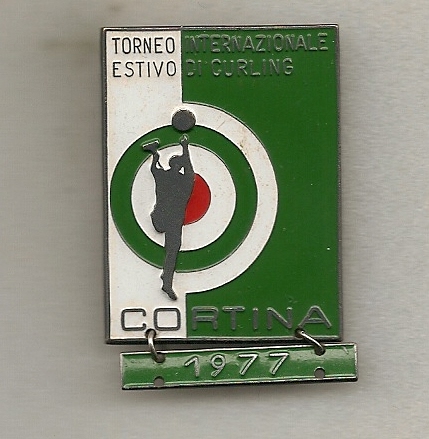 TORNEO INTERNAZIONALE
ESTIVO DI CURLING
CORTINA
1977